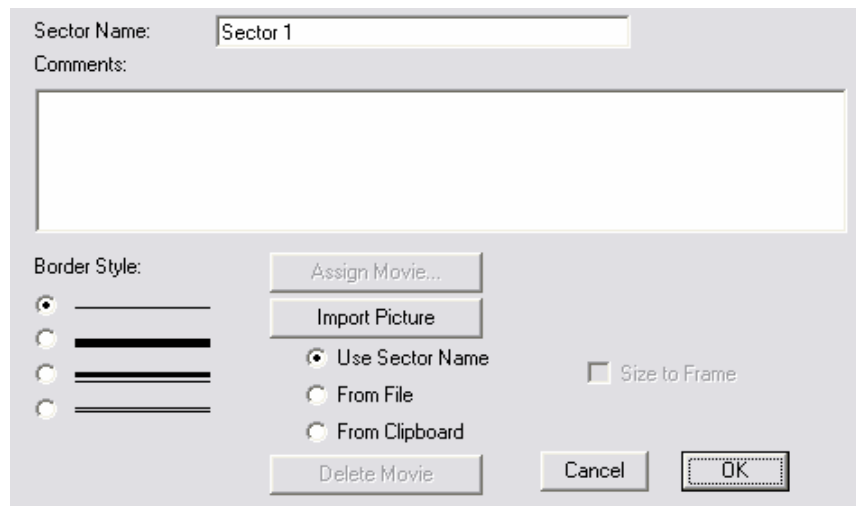 Sector Name: Sector 1
Comments:
Border Style:
Assign Movie...
Import Picture
Use Sector Name
Size to Frame
From File
From Clipboard
Delete Movie
Cancel
OK